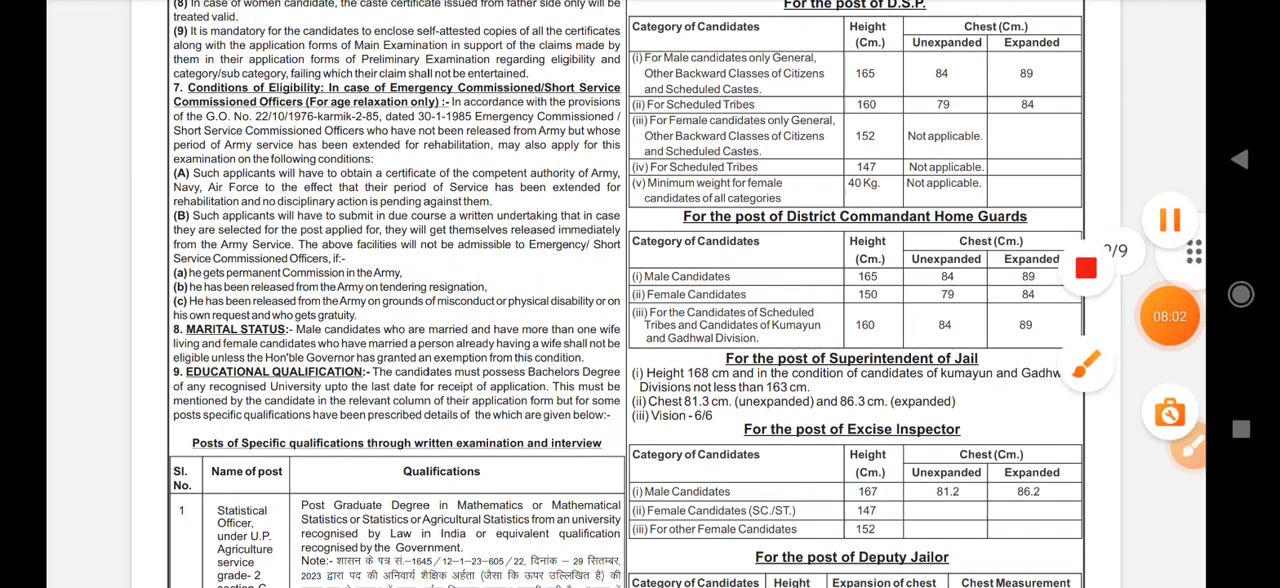 (8) In case of women candidate, the caste certificate issued from father side only will be
treated valid.
(9) It is mandatory for the candidates to enclose self-attested copies of all the certificates
along with the application forms of Main Examination in support of the claims made by
them in their application forms of Preliminary Examination regarding eligibility and
category/sub category, failing which their claim shall not be entertained.
7. Conditions of Eligibility: In case of Emergency Commissioned/Short Service
Commissioned Officers (For age relaxation only) :- In accordance with the provisions
of the G.O. No. 22/10/1976-karmik-2-85, dated 30-1-1985 Emergency Commissioned /
Short Service Commissioned Officers who have not been released from Army but whose
period of Army service has been extended for rehabilitation, may also apply for this
examination on the following conditions:
(A) Such applicants will have to obtain a certificate of the competent authority of Army,
Navy, Air Force to the effect that their period of Service has been extended for
rehabilitation and no disciplinary action is pending against them.
(B) Such applicants will have to submit in due course a written undertaking that in case
they are selected for the post applied for, they will get themselves released immediately
from the Army Service. The above facilities will not be admissible to Emergency/ Short
Service Commissioned Officers, if:-
(a) he gets permanent Commission in the Army,
(b) he has been released from the Army on tendering resignation,
(c) He has been released from the Army on grounds of misconduct or physical disability or on
his own request and who gets gratuity.
8. MARITAL STATUS:- Male candidates who are married and have more than one wife
living and female candidates who have married a person already having a wife shall not be
eligible unless the Hon'ble Governor has granted an exemption from this condition.
9. EDUCATIONAL QUALIFICATION:- The candidates must possess Bachelors Degree
of any recognised University upto the last date for receipt of application. This must be
mentioned by the candidate in the relevant column of their application form but for some
posts specific qualifications have been prescribed details of the which are given below:-
Posts of Specific qualifications through written examination and interview
Sl. No. Name of post Qualifications
1 Statistical Officer, under U.P. Agriculture service grade- 2
Post Graduate Degree in Mathematics or Mathematical
Statistics or Statistics or Agricultural Statistics from an university
recognised by Law in India or equivalent qualification
recognised by the Government.
Note:- शासन के पत्र सं.-1645/12-1-23-605/22, दिनांक - 29 सितम्बर,
2023 द्वारा पद की अनिवार्य शैक्षिक अर्हता (जैसा कि ऊपर उल्लिखित है) की
For the post of D.S.P.
Category of Candidates Height (Cm.) Chest (Cm.)
Unexpanded Expanded
(i) For Male candidates only General,
Other Backward Classes of Citizens 165 84 89
and Scheduled Castes.
(ii) For Scheduled Tribes 160 79 84
(iii) For Female candidates only General,
Other Backward Classes of Citizens 152 Not applicable.
and Scheduled Castes.
(iv) For Scheduled Tribes 147 Not applicable.
(v) Minimum weight for female 40 Kg. Not applicable.
candidates of all categories
For the post of District Commandant Home Guards
Category of Candidates Height (Cm.) Chest (Cm.)
Unexpanded Expanded
(i) Male Candidates 165 84 89
(ii) Female Candidates 150 79 84
(iii) For the Candidates of Scheduled
Tribes and Candidates of Kumayun 160 84 89
and Gadhwal Division.
For the post of Superintendent of Jail
(i) Height 168 cm and in the condition of candidates of kumayun and Gadhw
Divisions not less than 163 cm.
(ii) Chest 81.3 cm. (unexpanded) and 86.3 cm. (expanded)
(iii) Vision - 6/6
For the post of Excise Inspector
Category of Candidates Height (Cm.) Chest (Cm.)
Unexpanded Expanded
(i) Male Candidates 167 81.2 86.2
(ii) Female Candidates (SC./ST.) 147
(iii) For other Female Candidates 152
For the post of Deputy Jailor
Category of Candidates Height Expansion of chest Chest Measurement
/9
08:02